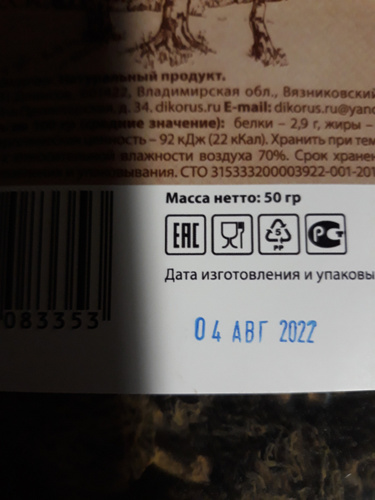 продукт.
Владимирская обл., Вязниковский
д. 34. dikorus.ru E-mail: dikorus.ru@yand
значение): белки – 2,9 г, жиры –
– 92 кДж (22 кКал). Хранить при тем
влажности воздуха 70%. Срок хранен
СТО 315333200003922-001-201
Масса нетто: 50 гр
ЕАС
5
PP
РС
Дата изготовления и упаковы
083353
04 АВГ 2022